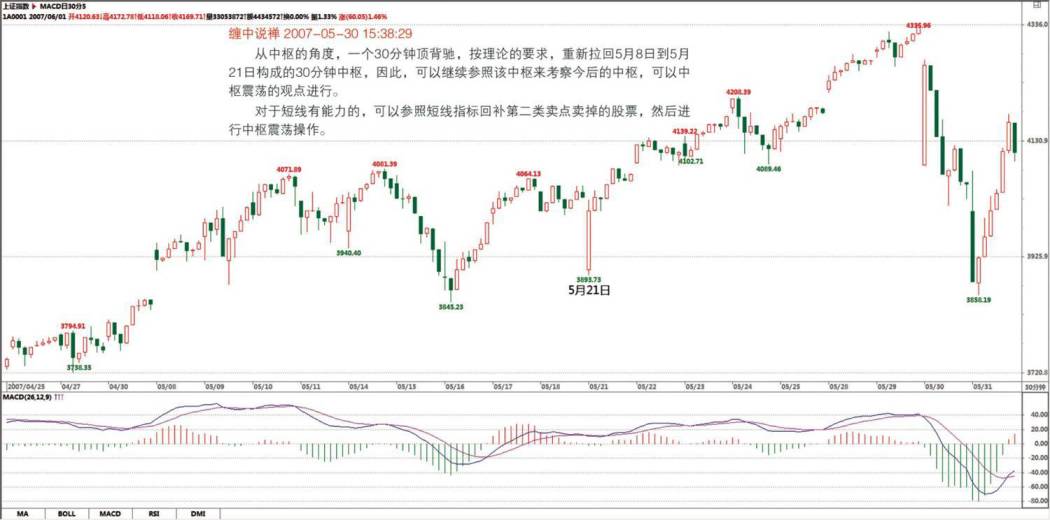 上证指数 ▶ MACD日30分5
1A0001 2007/06/01 开4120.63↓高4172.78↑低4118.06↑收4169.71↑量33053872↑额4434572↑换0.00% 振1.33% 涨(60.05)1.46%
缠中说禅 2007-05-30 15:38:29
从中枢的角度，一个30分钟顶背驰，按理论的要求，重新拉回5月8日到5月
21日构成的30分钟中枢，因此，可以继续参照该中枢来考察今后的中枢，可以中
枢震荡的观点进行。
对于短线有能力的，可以参照短线指标回补第二类卖点卖掉的股票，然后进
行中枢震荡操作。
4335.96
4336.0
4208.39
4139.22
4130.9
4102.71
4089.46
4071.89
4081.39
4064.13
3940.40
3925.9
3893.73
5月21日
3845.23
3858.19
3794.91
3738.35
3720.8
2007/04/25 04/27 04/30 05/08 05/09 05/10 05/11 05/14 05/15 05/16 05/17 05/18 05/21 05/22 05/23 05/24 05/25 05/28 05/29 05/30 05/31 30分钟
MACD(26,12,9) ↑↑↑
40.00
20.00
0.00
-20.00
-40.00
-60.00
-80.00
MA BOLL MACD RSI DMI